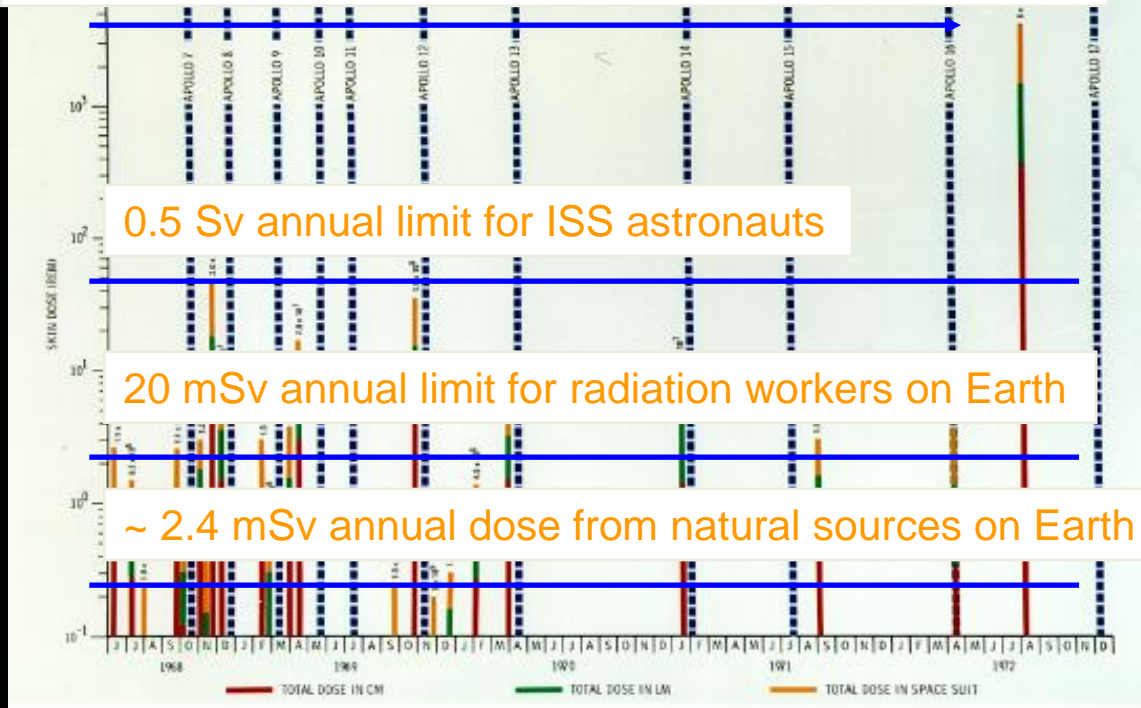 APOLLO 7
APOLLO 8
APOLLO 9
APOLLO 10
APOLLO 11
APOLLO 12
APOLLO 13
APOLLO 14
APOLLO 15
APOLLO 16
APOLLO 17
10³
0.5 Sv annual limit for ISS astronauts
10²
SKIN DOSE (REM)
10¹
20 mSv annual limit for radiation workers on Earth
10⁰
~ 2.4 mSv annual dose from natural sources on Earth
10⁻¹
J J A S O N D J F M A M J J A S O N D J F M A M J J A S O N D J F M A M J J A S O N D J F M A M J J A S O N D
1968 1969 1970 1971 1972
TOTAL DOSE IN CM TOTAL DOSE IN LM TOTAL DOSE IN SPACE SUIT